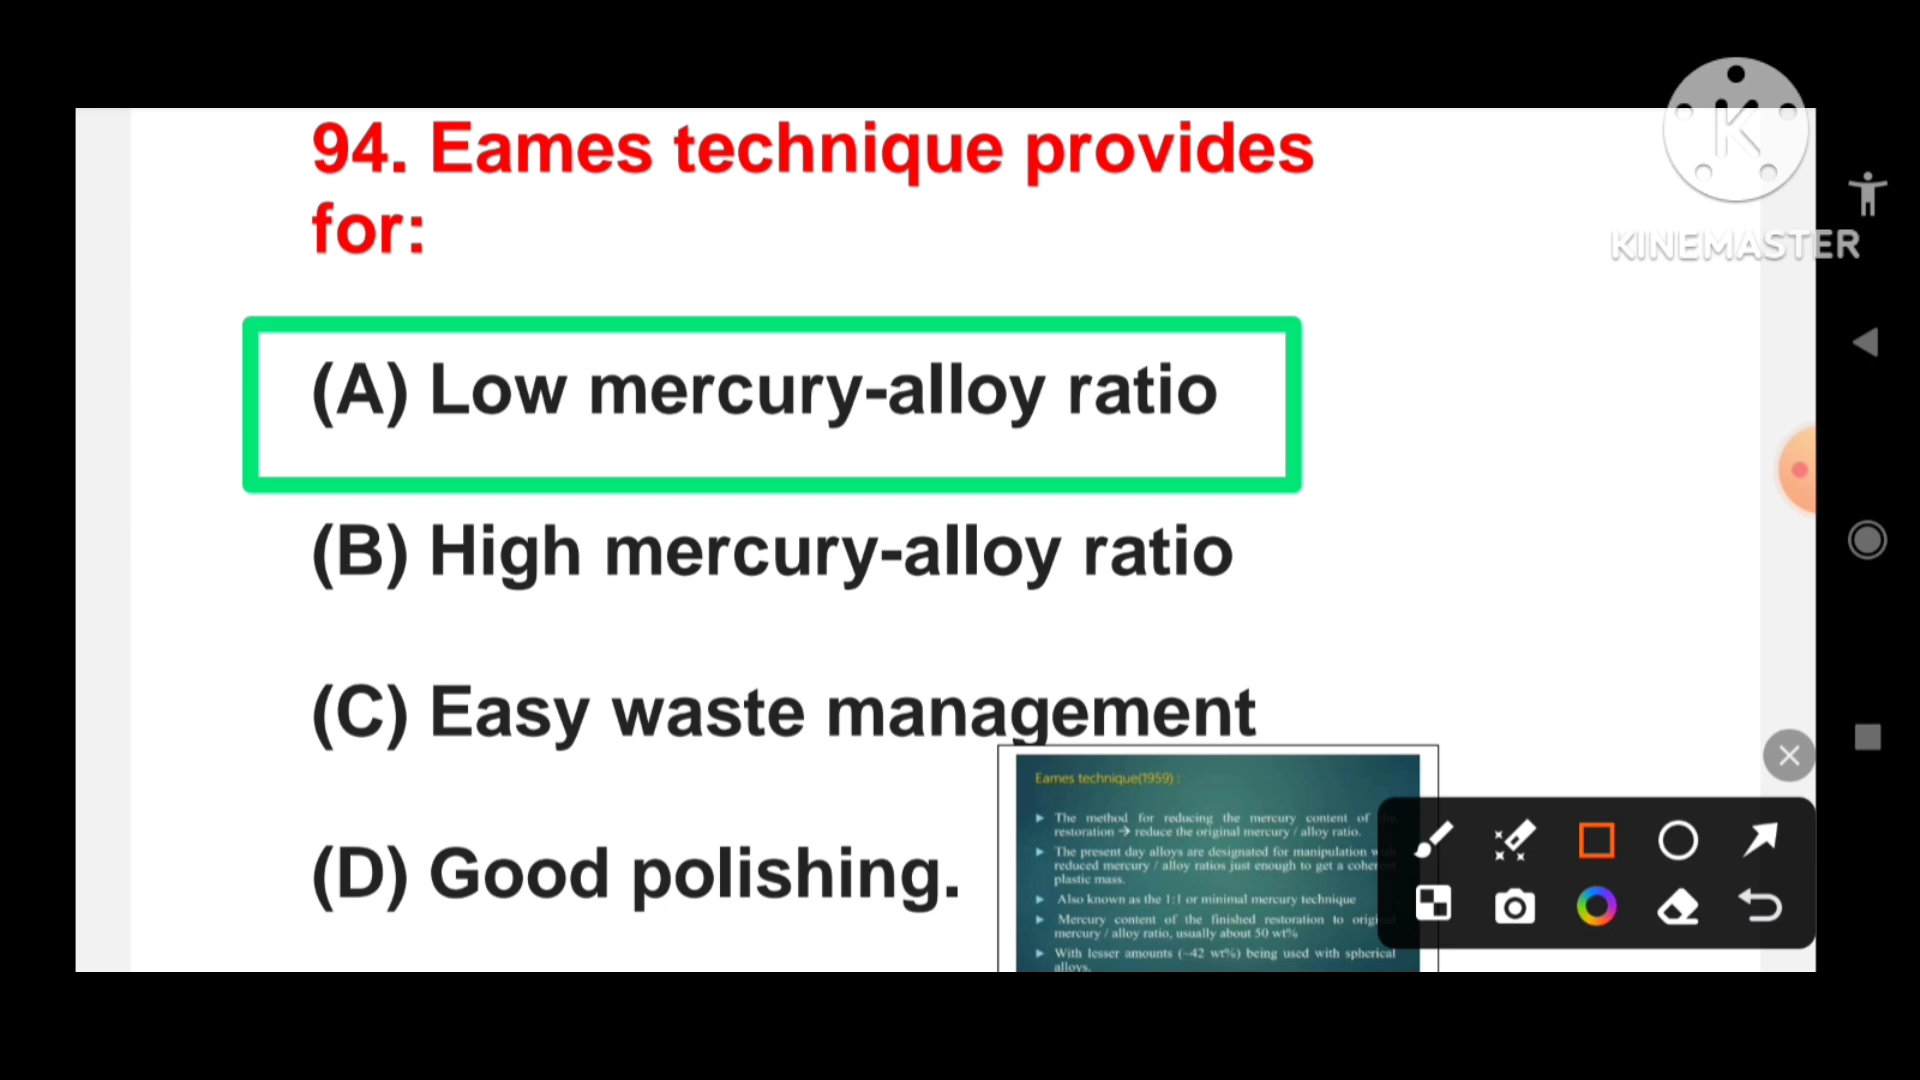 94. Eames technique provides
for:
(A) Low mercury-alloy ratio
(B) High mercury-alloy ratio
(C) Easy waste management
(D) Good polishing.
K
KINEMASTER
Eames technique(1959) :
The method for reducing the mercury content of
restoration → reduce the original mercury / alloy ratio.
The present day alloys are designated for manipulation
reduced mercury / alloy ratios just enough to get a
plastic mass.
Also known as the 1:1 or minimal mercury technique
Mercury content of the finished restoration to
mercury / alloy ratio, usually about 50 wt%
With lesser amounts (~42 wt%) being used with spherical
alloys.